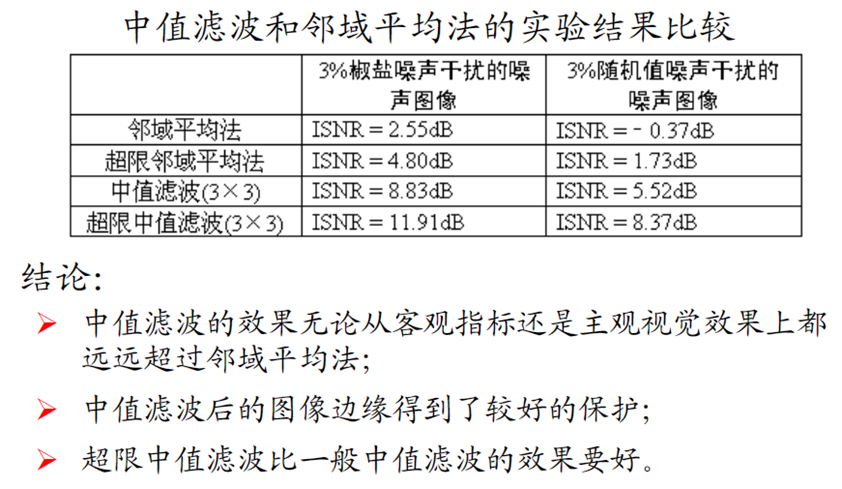 中值滤波和邻域平均法的实验结果比较
3%椒盐噪声干扰的噪
声图像
3%随机值噪声干扰的
噪声图像
邻域平均法
ISNR＝2.55dB
ISNR＝﹣0.37dB
超限邻域平均法
ISNR＝4.80dB
ISNR＝1.73dB
中值滤波(3×3)
ISNR＝8.83dB
ISNR＝5.52dB
超限中值滤波(3×3)
ISNR＝11.91dB
ISNR＝8.37dB
结论：
中值滤波的效果无论从客观指标还是主观视觉效果上都
远远超过邻域平均法；
中值滤波后的图像边缘得到了较好的保护；
超限中值滤波比一般中值滤波的效果要好。